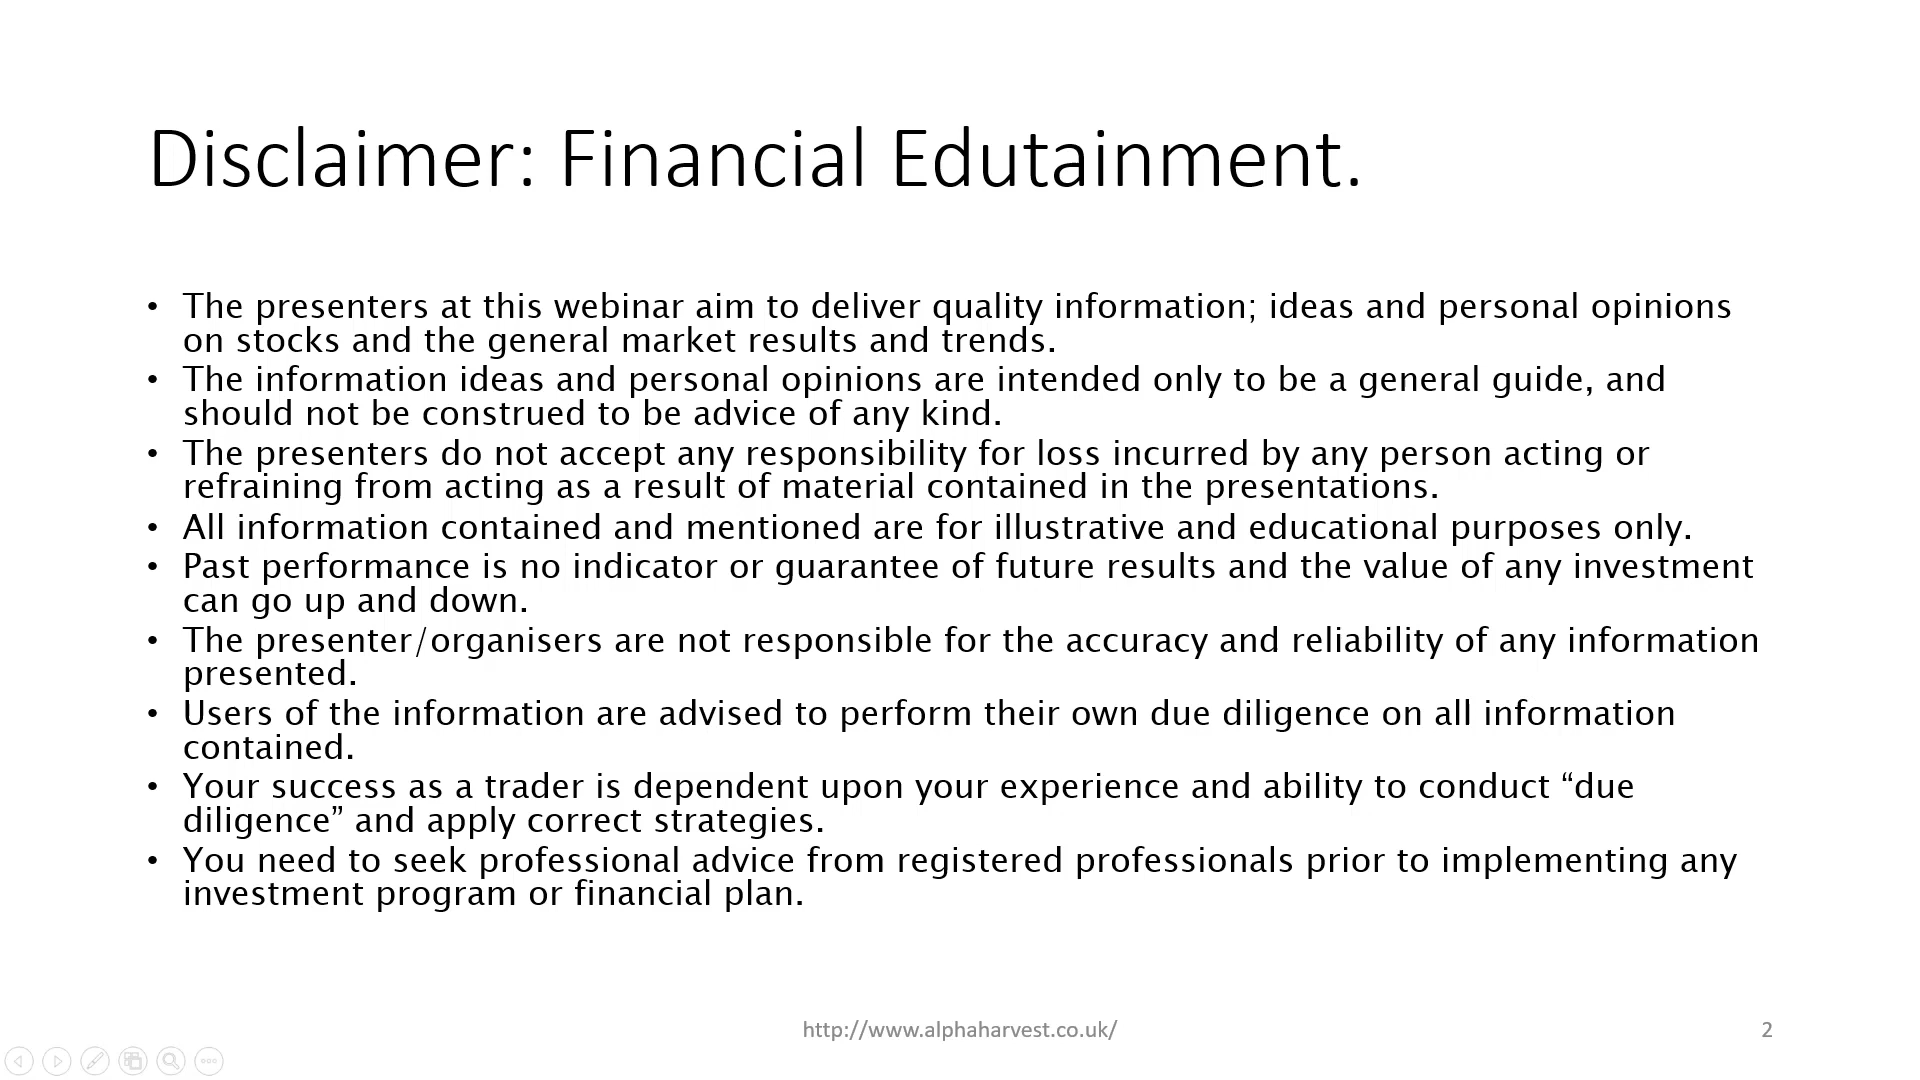 Disclaimer: Financial Edutainment.
• The presenters at this webinar aim to deliver quality information; ideas and personal opinions
on stocks and the general market results and trends.
• The information ideas and personal opinions are intended only to be a general guide, and
should not be construed to be advice of any kind.
• The presenters do not accept any responsibility for loss incurred by any person acting or
refraining from acting as a result of material contained in the presentations.
• All information contained and mentioned are for illustrative and educational purposes only.
• Past performance is no indicator or guarantee of future results and the value of any investment
can go up and down.
• The presenter/organisers are not responsible for the accuracy and reliability of any information
presented.
• Users of the information are advised to perform their own due diligence on all information
contained.
• Your success as a trader is dependent upon your experience and ability to conduct “due
diligence” and apply correct strategies.
• You need to seek professional advice from registered professionals prior to implementing any
investment program or financial plan.
http://www.alphaharvest.co.uk/
2